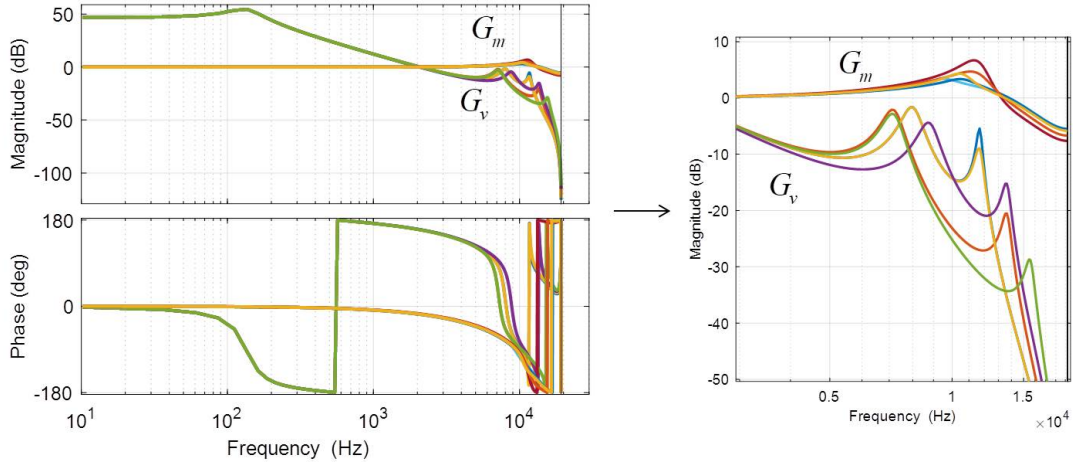 50
0
-50
-100
Magnitude (dB)
G_m
G_v
180
0
-180
Phase (deg)
10^1
10^2
10^3
10^4
Frequency (Hz)
10
0
-10
-20
-30
-40
-50
Magnitude (dB)
G_m
G_v
0.5
1
1.5
×10^4
Frequency (Hz)